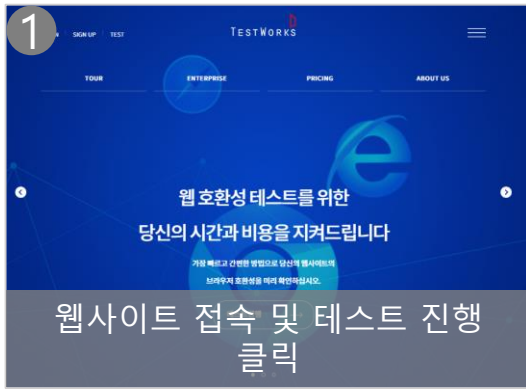 1
SIGN UP TEST
TESTWORKS
TOUR ENTERPRISE PRICING ABOUT US
웹 호환성 테스트를 위한
당신의 시간과 비용을 지켜드립니다
가장 빠르고 간편한 방법으로 당신의 웹사이트의
브라우저 호환성을 미리 확인하십시오.
웹사이트 접속 및 테스트 진행
클릭